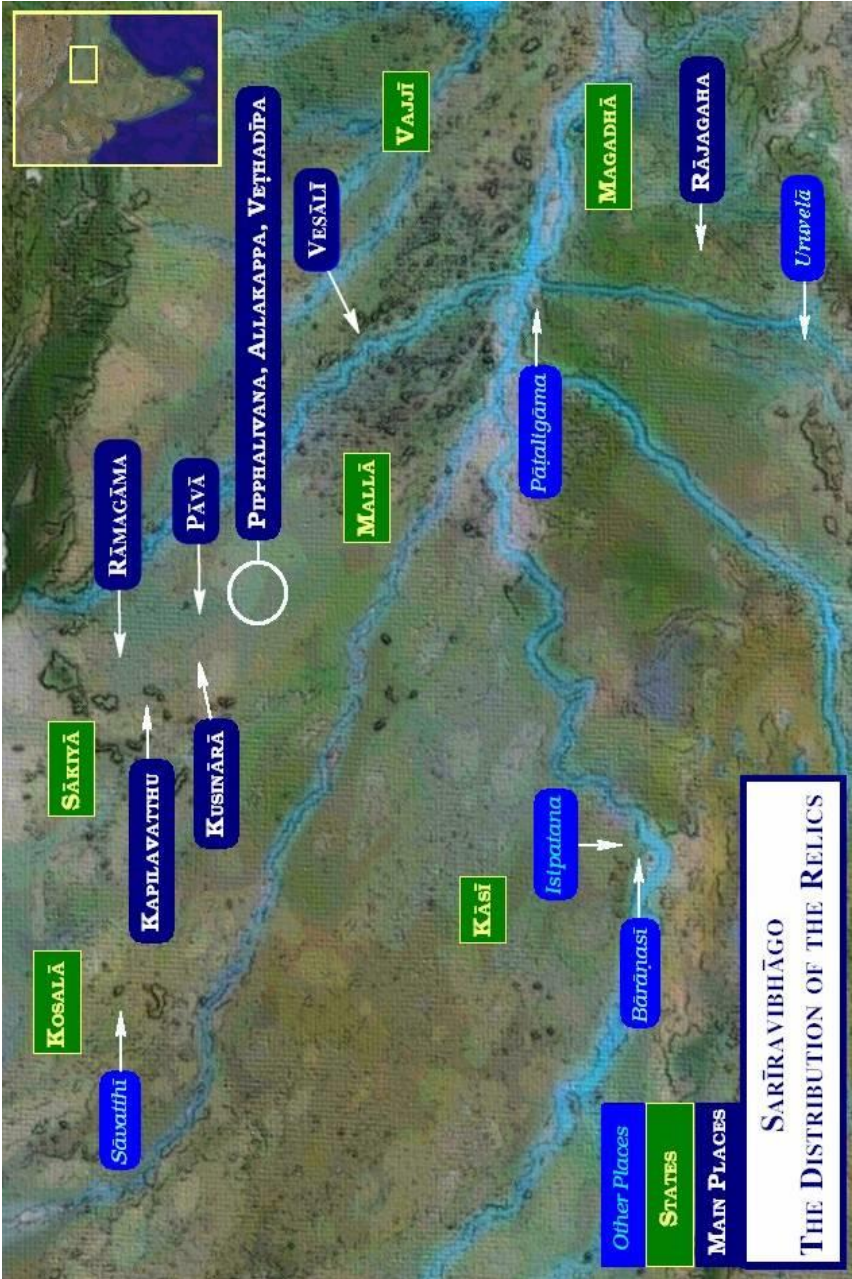 KOSALĀ
SĀKIYĀ
RĀMAGĀMA
Sāvatthī
KAPILAVATTHU
PĀVĀ
KUSINĀRĀ
PIPPHALIVANA, ALLAKAPPA, VEṬHADĪPA
VESĀLĪ
MALLĀ
VAJJĪ
KĀSĪ
Isipatana
Pāṭaligāma
MAGADHĀ
Bārāṇasī
RĀJAGAHA
Uruvelā
Other Places
STATES
MAIN PLACES
SARĪRAVIBHĀGO
THE DISTRIBUTION OF THE RELICS